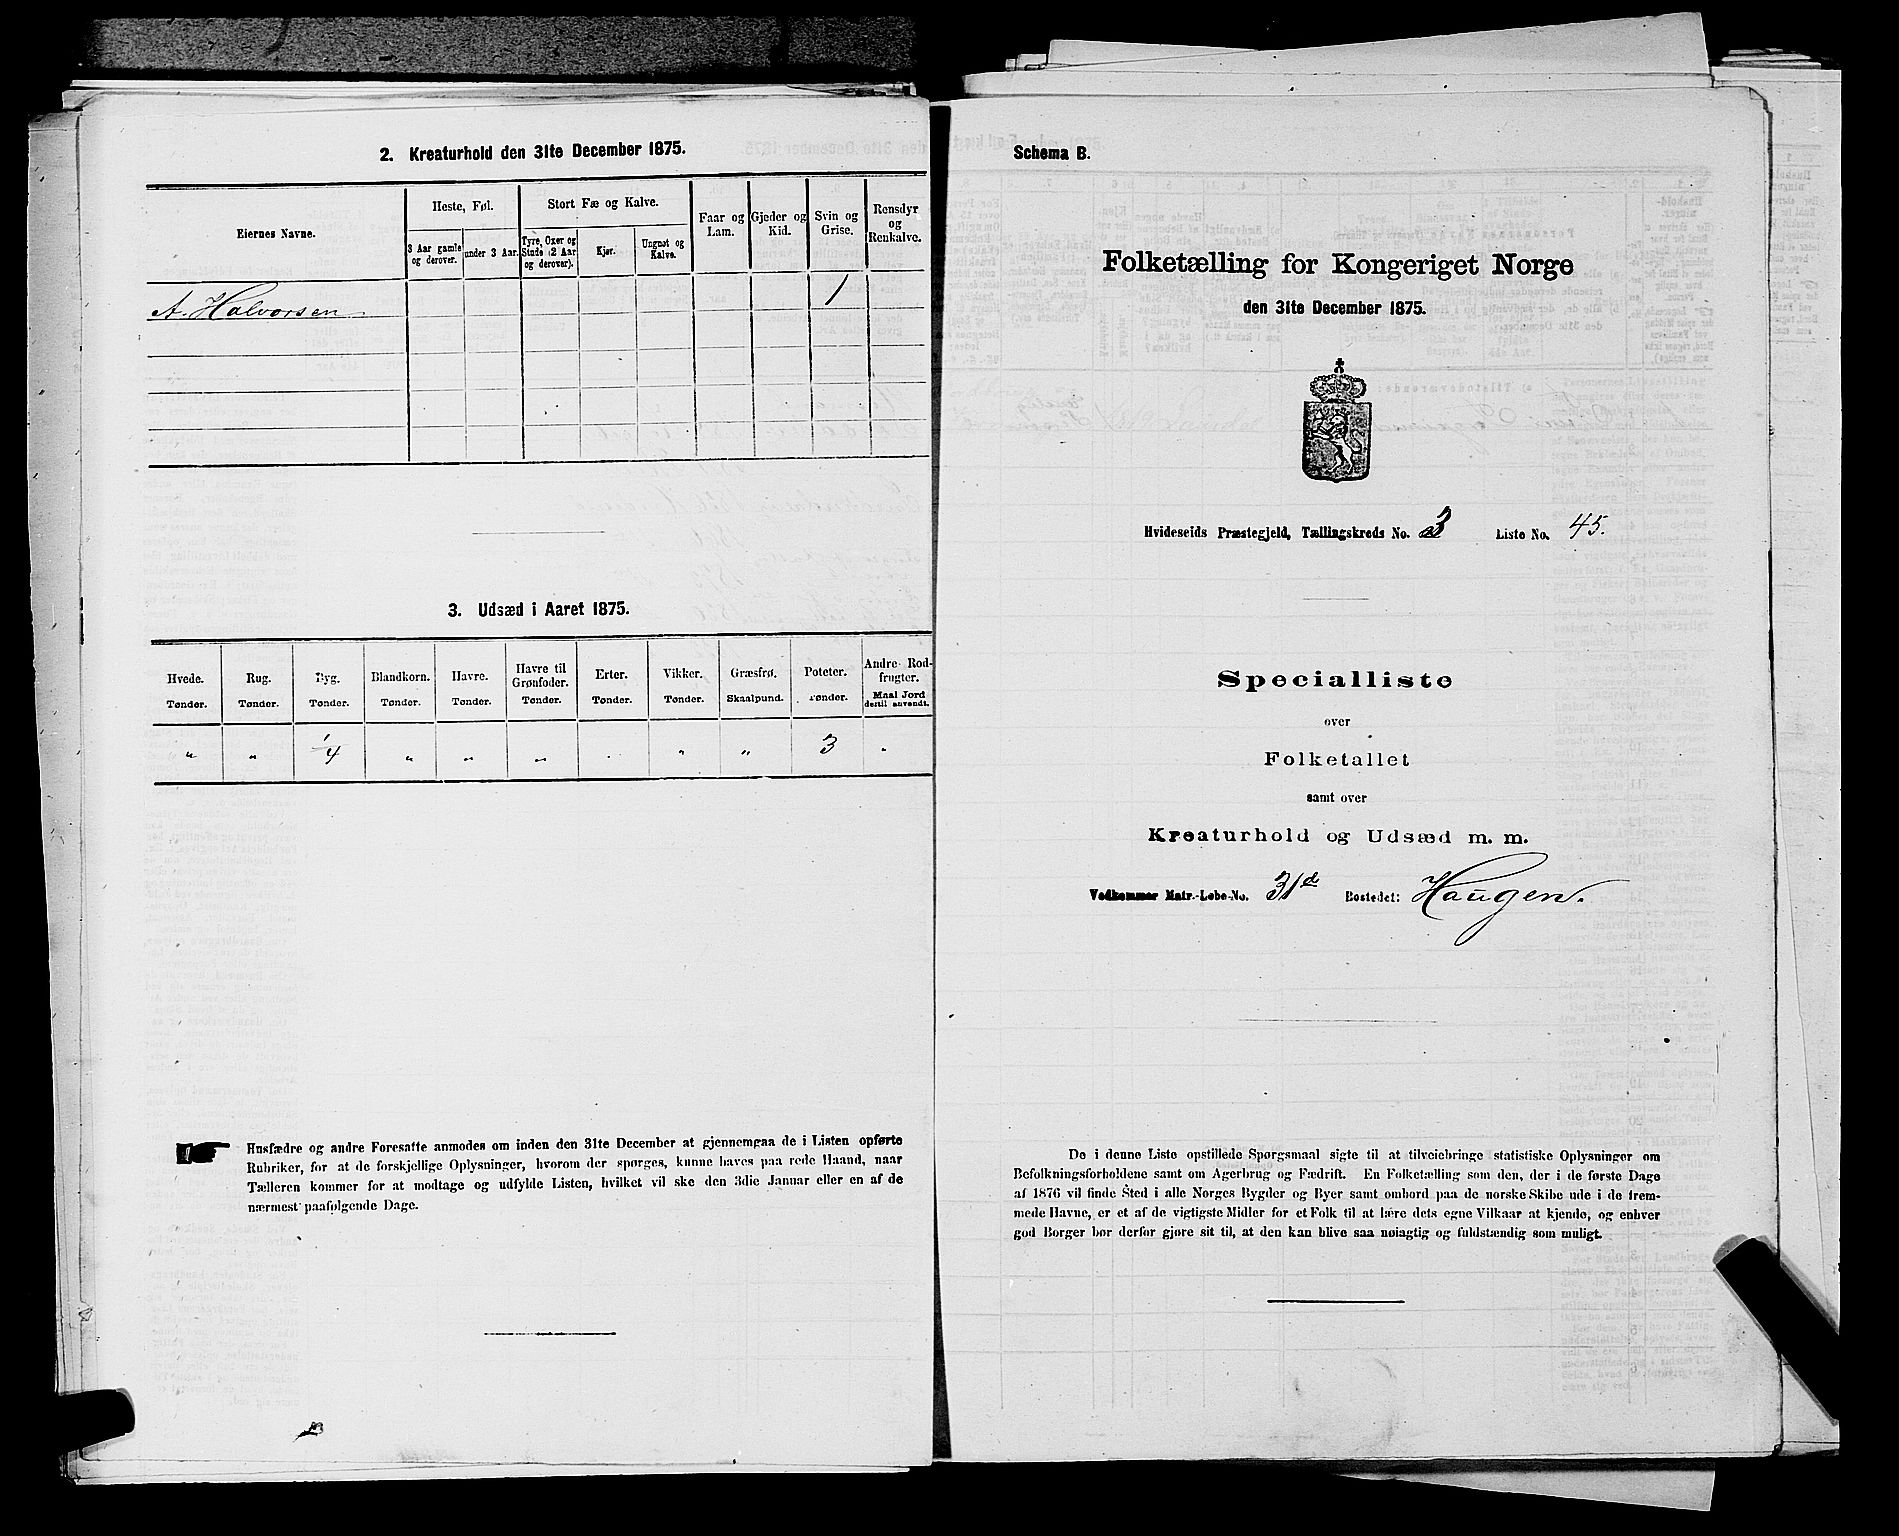 2. Kreaturhold den 31te December 1875.
Eiernes Navne.
Heste, Føl.
3 Aar gamle og derover.
under 3 Aar.
Stort Fæ og Kalve.
Tyre, Oxer og Stude (2 Aar og derover).
Kjør.
Ungnøt og Kalve.
Faar og Lam.
Gjeder og Kid.
Svin og Grise.
Rensdyr og Renkalve.
A. Halvorsen 1
3. Udsæd i Aaret 1875.
Hvede. Tønder.
Rug. Tønder.
Byg. Tønder.
Blandkorn. Tønder.
Havre. Tønder.
Havre til Grønfoder. Tønder.
Erter. Tønder.
Vikker. Tønder.
Græsfrø. Skaalpund.
Poteter. Tønder.
Andre Rodfrugter. Maal Jord dertil anvendt.
" " 1/4 " " " . " " 3 "
Husfædre og andre Foresatte anmodes om inden den 31te December at gjennemgaa de i Listen opførte
Rubriker, for at de forskjellige Oplysninger, hvorom der spørges, kunne haves paa rede Haand, naar
Tælleren kommer for at modtage og udfylde Listen, hvilket vil ske den 3die Januar eller en af de
nærmest paafølgende Dage.
Schema B.
Folketælling for Kongeriget Norge
den 31te December 1875.
Hvideseids Præstegjeld, Tællingskreds No. 3 Liste No. 45.
Specialliste
over
Folketallet
samt over
Kreaturhold og Udsæd m. m.
Vedkommer Matr.-Løbe-No. 31d Bostedet: Haugen.
De i denne Liste opstillede Spørgsmaal sigte til at tilveiebringe statistiske Oplysninger om
Befolkningsforholdene samt om Agerbrug og Fædrift. En Folketælling som den, der i de første Dage
af 1876 vil finde Sted i alle Norges Bygder og Byer samt ombord paa de norske Skibe ude i de frem-
mede Havne, er et af de vigtigste Midler for et Folk til at lære dets egne Vilkaar at kjende, og enhver
god Borger bør derfor gjøre sit til, at den kan blive saa nøiagtig og fuldstændig som muligt.